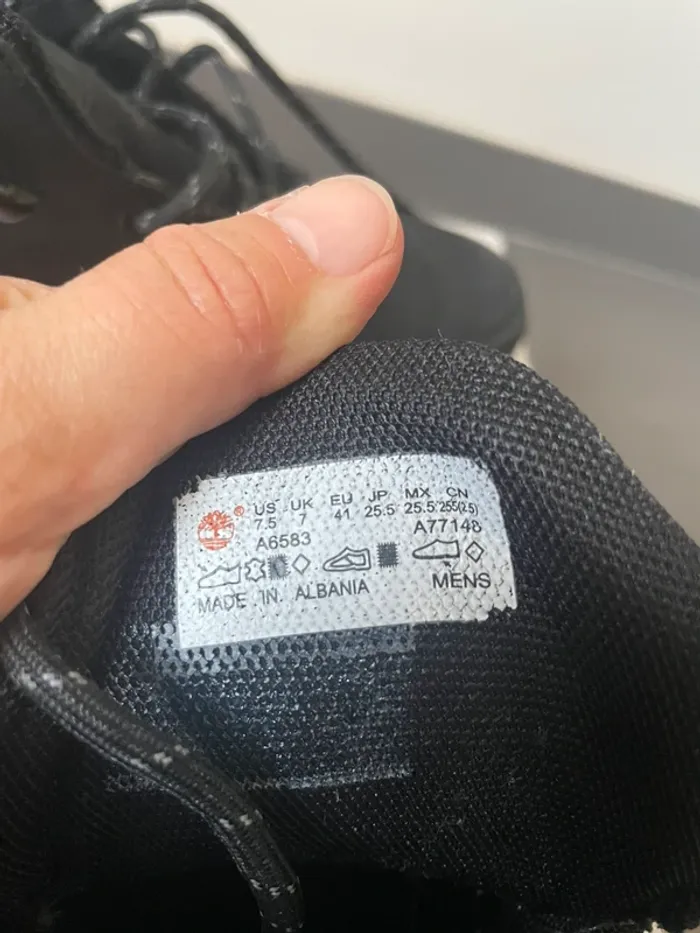 US UK EU JP MX CN
7.5 7 41 25.5 25.5 255(2.5)
A6583 A77148
MADE IN ALBANIA MENS